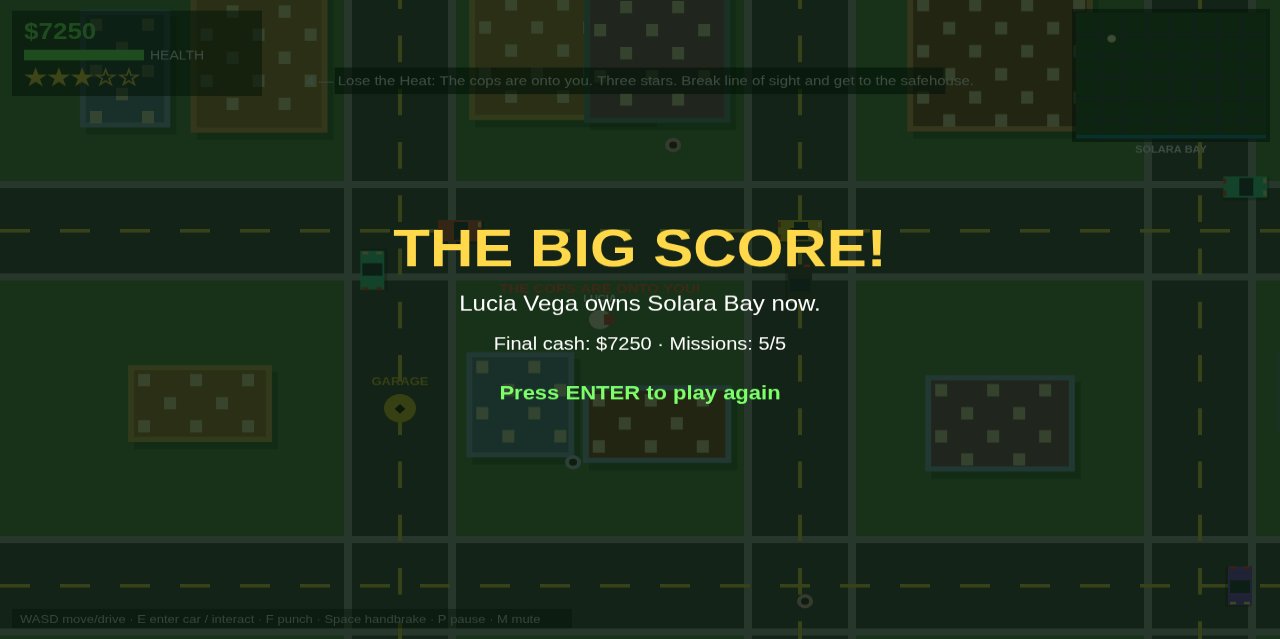 $7250
HEALTH
★★★☆☆
Lose the Heat: The cops are onto you. Three stars. Break line of sight and get to the safehouse.
SOLARA BAY
THE BIG SCORE!
THE COPS ARE ONTO YOU!
Lucia Vega owns Solara Bay now.
Final cash: $7250 · Missions: 5/5
GARAGE
Press ENTER to play again
WASD move/drive · E enter car / interact · F punch · Space handbrake · P pause · M mute